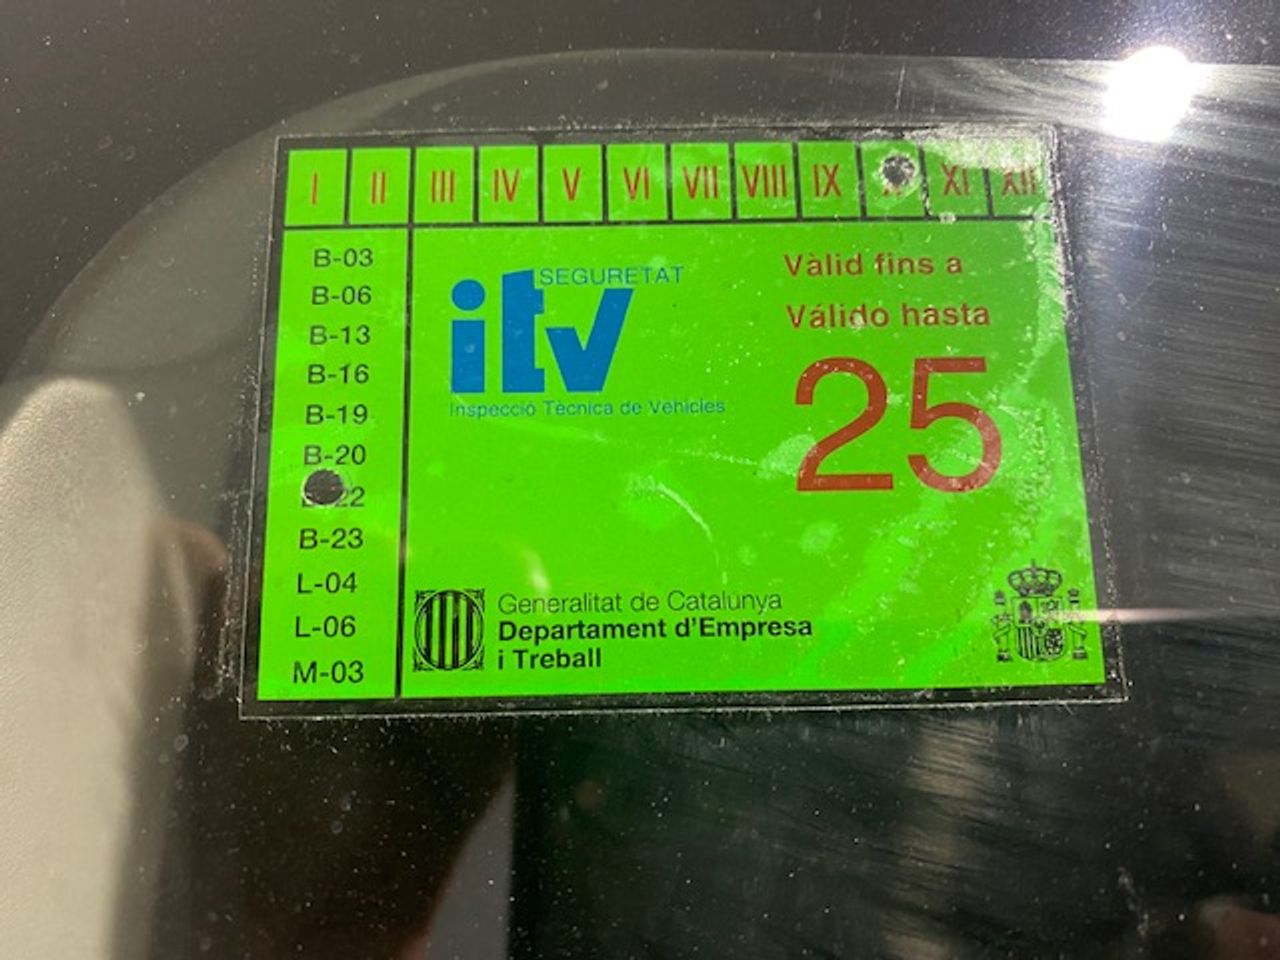 I II III IV V VI VII VIII IX XI XII
B-03
B-06
B-13
B-16
B-19
B-20
22
B-23
L-04
L-06
M-03
SEGURETAT
itv
Inspecció Tècnica de Vehicles
Vàlid fins a
Válido hasta
25
Generalitat de Catalunya
Departament d'Empresa
i Treball